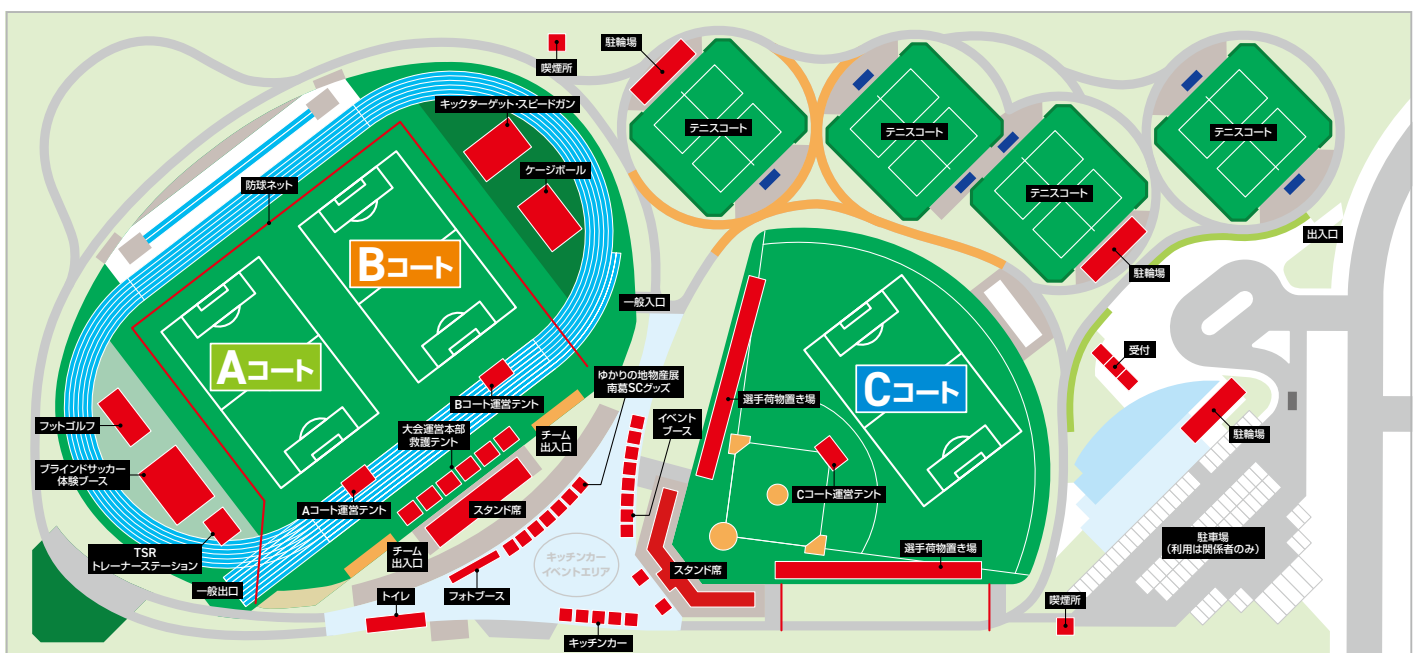 喫煙所
駐輪場
キックターゲット・スピードガン
テニスコート
テニスコート
テニスコート
ケージボール
防球ネット
テニスコート
出入口
Bコート
駐輪場
一般入口
Aコート
ゆかりの地物産展
南葛SCグッズ
受付
Cコート
選手荷物置き場
Bコート運営テント
フットゴルフ
大会運営本部
救護テント
チーム
出入口
イベント
ブース
駐輪場
ブラインドサッカー
体験ブース
Aコート運営テント
スタンド席
Cコート運営テント
TSR
トレーナーステーション
チーム
出入口
キッチンカー
イベントエリア
スタンド席
選手荷物置き場
駐車場
(利用は関係者のみ)
一般出口
トイレ
フォトブース
喫煙所
キッチンカー